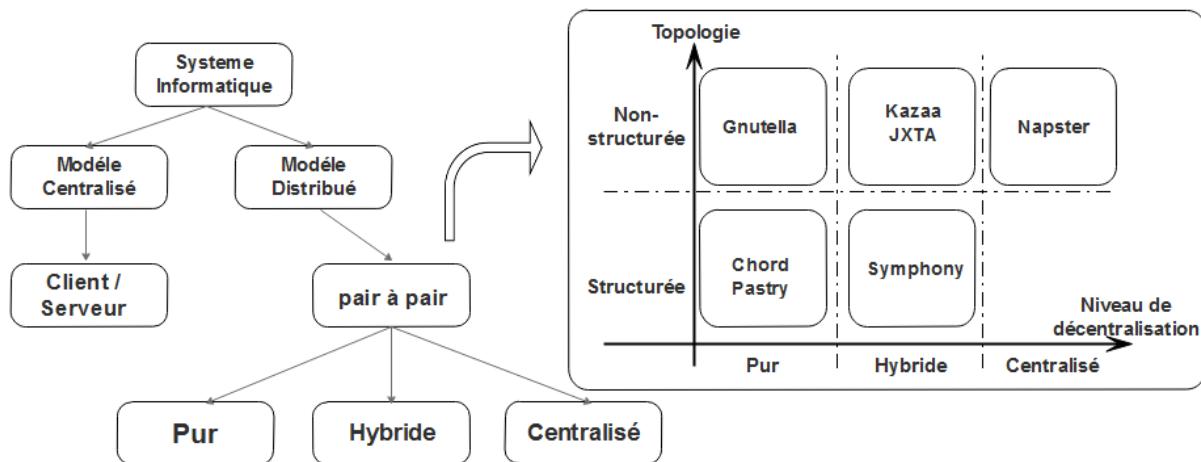 Systeme
Informatique
Modéle
Centralisé
Modéle
Distribué
Client /
Serveur
pair à pair
Pur
Hybride
Centralisé
Topologie
Non-
structurée
Gnutella
Kazaa
JXTA
Napster
Structurée
Chord
Pastry
Symphony
Niveau de
décentralisation
Pur
Hybride
Centralisé